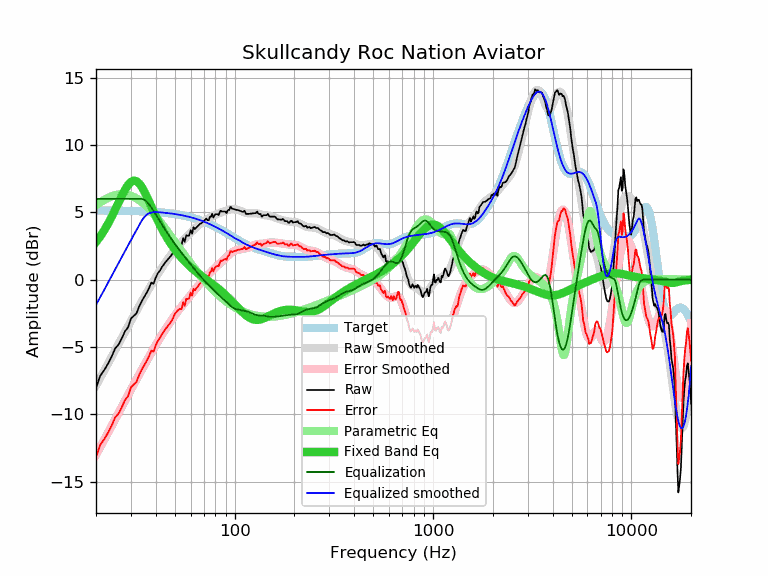 Skullcandy Roc Nation Aviator
15
10
5
0
−5
−10
−15
Amplitude (dBr)
100
1000
10000
Frequency (Hz)
Target
Raw Smoothed
Error Smoothed
Raw
Error
Parametric Eq
Fixed Band Eq
Equalization
Equalized smoothed